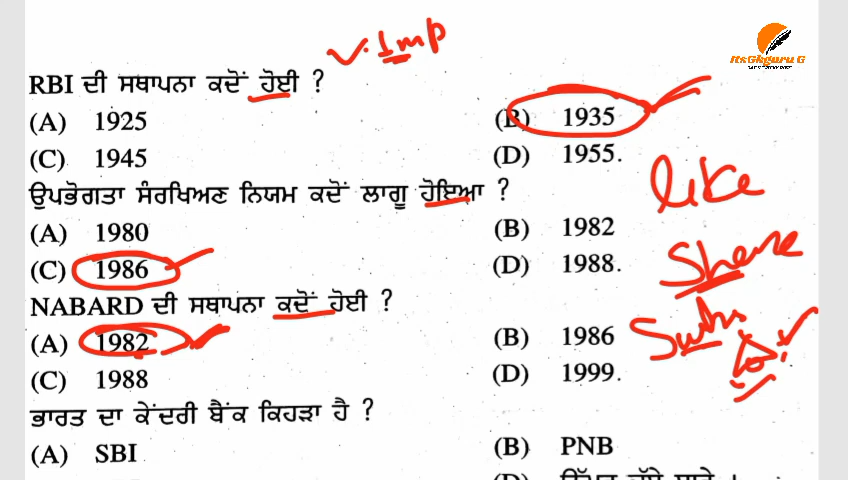 V. Imp
ItsGkguru G
RBI ਦੀ ਸਥਾਪਨਾ ਕਦੋਂ ਹੋਈ ?
(A) 1925 (B) 1935
(C) 1945 (D) 1955.
ਉਪਭੋਗਤਾ ਸੰਰਖਿਅਣ ਨਿਯਮ ਕਦੋਂ ਲਾਗੂ ਹੋਇਆ ?
like
(A) 1980 (B) 1982
(C) 1986 (D) 1988.
Share
NABARD ਦੀ ਸਥਾਪਨਾ ਕਦੋਂ ਹੋਈ ?
(A) 1982 (B) 1986
(C) 1988 (D) 1999.
ਭਾਰਤ ਦਾ ਕੇਂਦਰੀ ਬੈਂਕ ਕਿਹੜਾ ਹੈ ?
(A) SBI (B) PNB